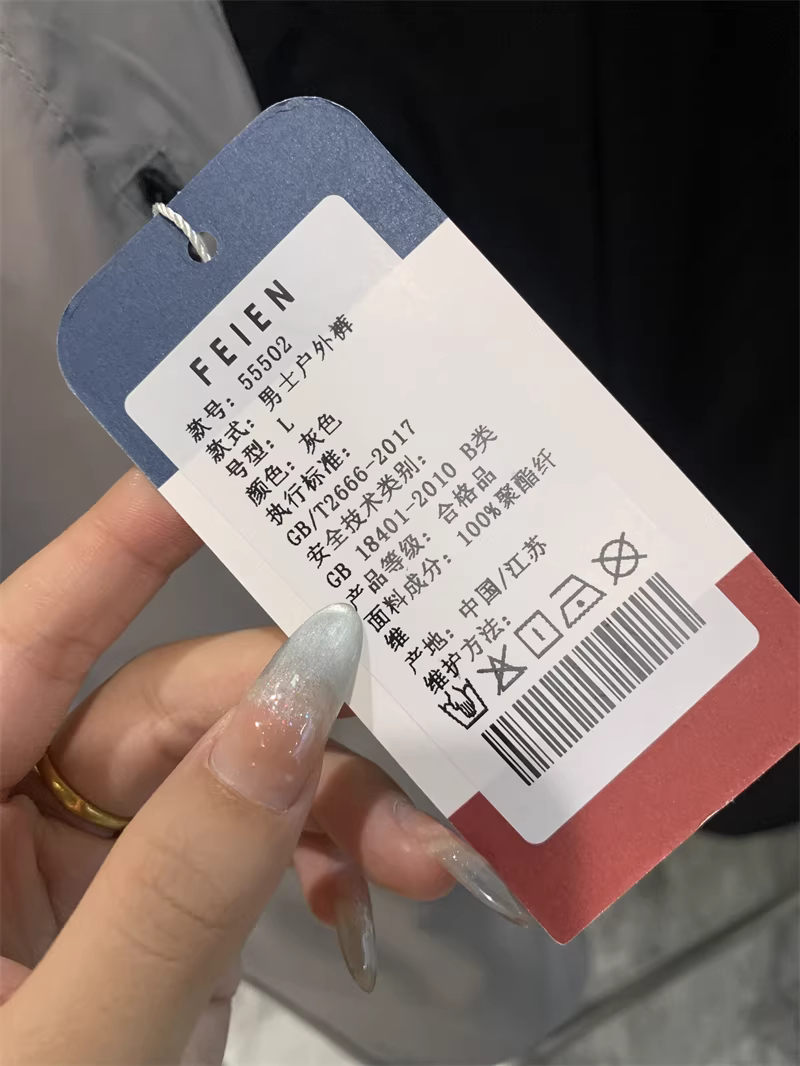 FEIEN
款号: 55502
款式: 男士户外裤
号型: L
颜色: 灰色
执行标准:
GB/T2666-2017
安全技术类别:
GB 18401-2010 B类
产品等级: 合格品
面料成分: 100%聚酯纤
维
产地: 中国/江苏
维护方法: